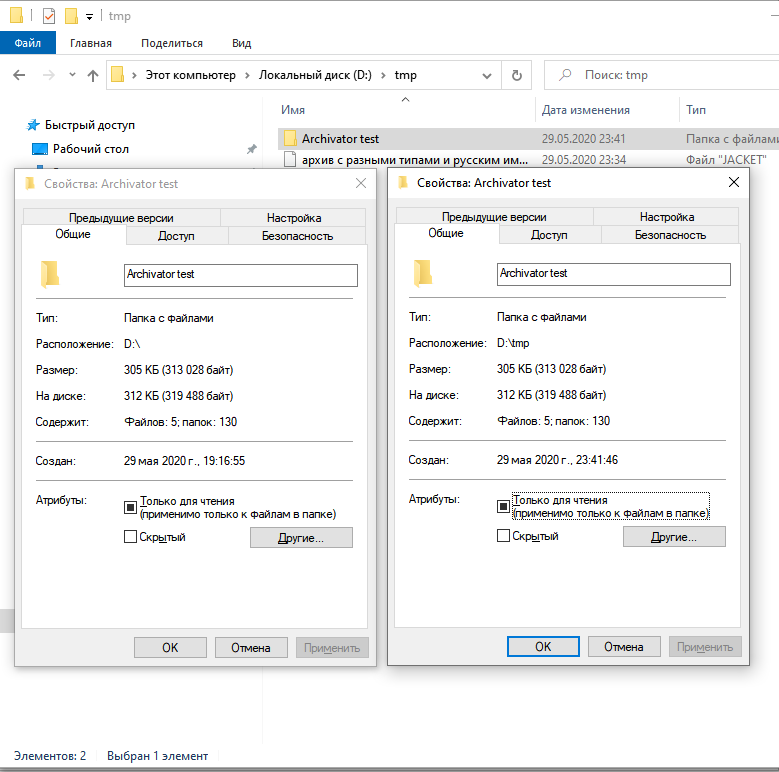 tmp
Файл Главная Поделиться Вид
Этот компьютер Локальный диск (D:) tmp
Поиск: tmp
Имя Дата изменения Тип
Быстрый доступ
Рабочий стол
Archivator test 29.05.2020 23:41 Папка с файлами
архив с разными типами и русским им... 29.05.2020 23:34 Файл "JACKET"
Свойства: Archivator test
Предыдущие версии Настройка
Общие Доступ Безопасность
Archivator test
Тип: Папка с файлами
Расположение: D:\
Размер: 305 КБ (313 028 байт)
На диске: 312 КБ (319 488 байт)
Содержит: Файлов: 5; папок: 130
Создан: 29 мая 2020 г., 19:16:55
Атрибуты: Только для чтения
(применимо только к файлам в папке)
Скрытый Другие...
OK Отмена Применить
Свойства: Archivator test
Предыдущие версии Настройка
Общие Доступ Безопасность
Archivator test
Тип: Папка с файлами
Расположение: D:\tmp
Размер: 305 КБ (313 028 байт)
На диске: 312 КБ (319 488 байт)
Содержит: Файлов: 5; папок: 130
Создан: 29 мая 2020 г., 23:41:46
Атрибуты: Только для чтения
(применимо только к файлам в папке)
Скрытый Другие...
OK Отмена Применить
Элементов: 2 Выбран 1 элемент